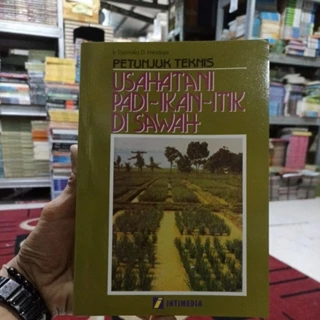 PETUNJUK TEKNIS
USAHATANI
PADI-IKAN-ITIK
DI SAWAH
INTIMEDIA